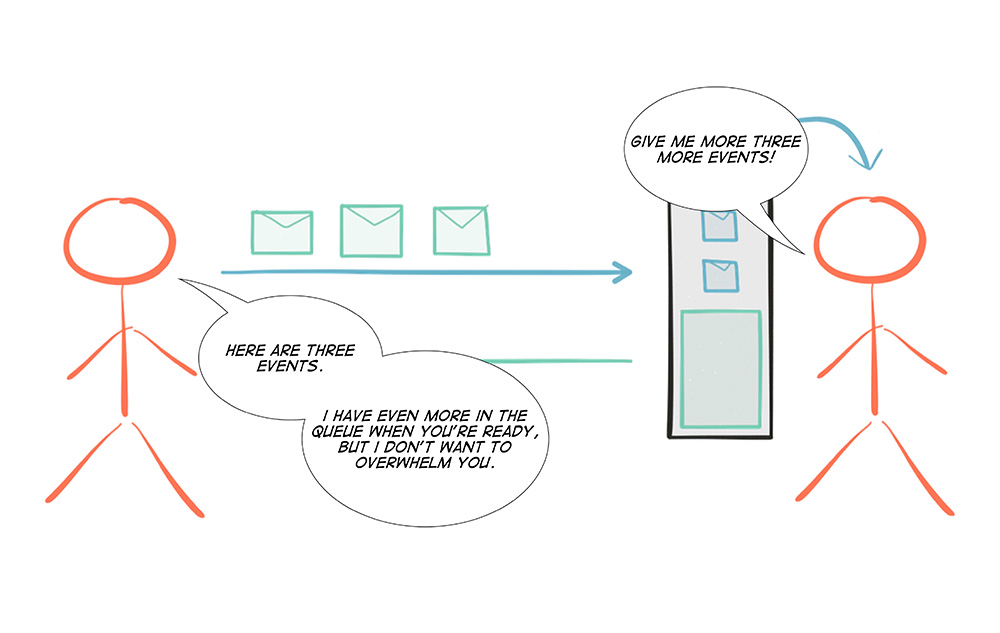 GIVE ME MORE THREE
MORE EVENTS!
HERE ARE THREE
EVENTS.
I HAVE EVEN MORE IN THE
QUEUE WHEN YOU'RE READY,
BUT I DON'T WANT TO
OVERWHELM YOU.